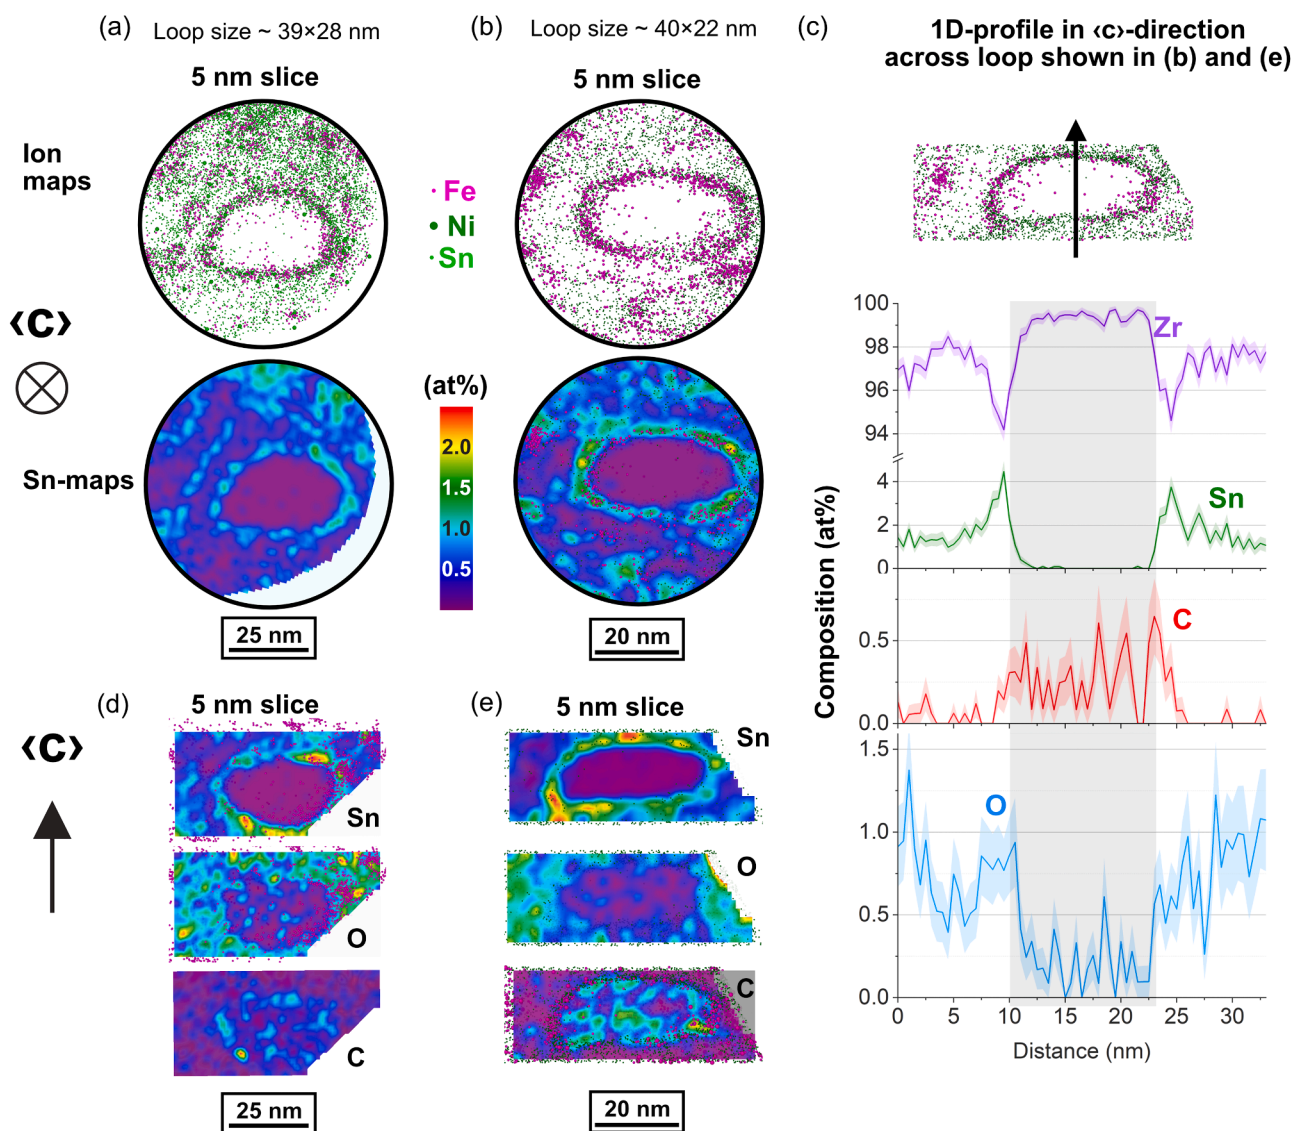 (a) Loop size ~ 39×28 nm
5 nm slice
(b) Loop size ~ 40×22 nm
5 nm slice
(c) 1D-profile in ‹c›-direction
across loop shown in (b) and (e)
Ion
maps
· Fe
• Ni
· Sn
‹c›
Sn-maps
(at%)
2.0
1.5
1.0
0.5
25 nm
20 nm
Composition (at%)
100
98
96
94
4
2
0
0.5
0.0
1.5
1.0
0.5
0.0
Zr
Sn
C
O
0 5 10 15 20 25 30
Distance (nm)
(d) 5 nm slice
‹c›
Sn
O
C
25 nm
(e) 5 nm slice
Sn
O
C
20 nm